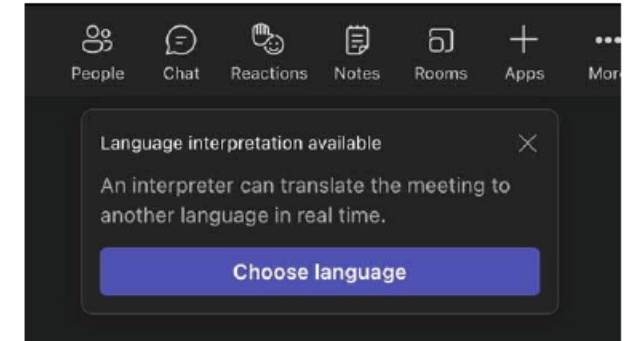 People Chat Reactions Notes Rooms Apps More
Language interpretation available
An interpreter can translate the meeting to
another language in real time.
Choose language